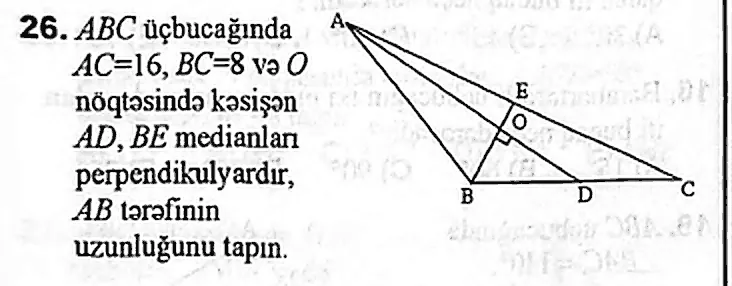 26. ABC üçbucağında
AC=16, BC=8 və O
nöqtəsində kəsişən
AD, BE medianları
perpendikulyardır,
AB tərəfinin
uzunluğunu tapın.
A
E
O
B
D
C